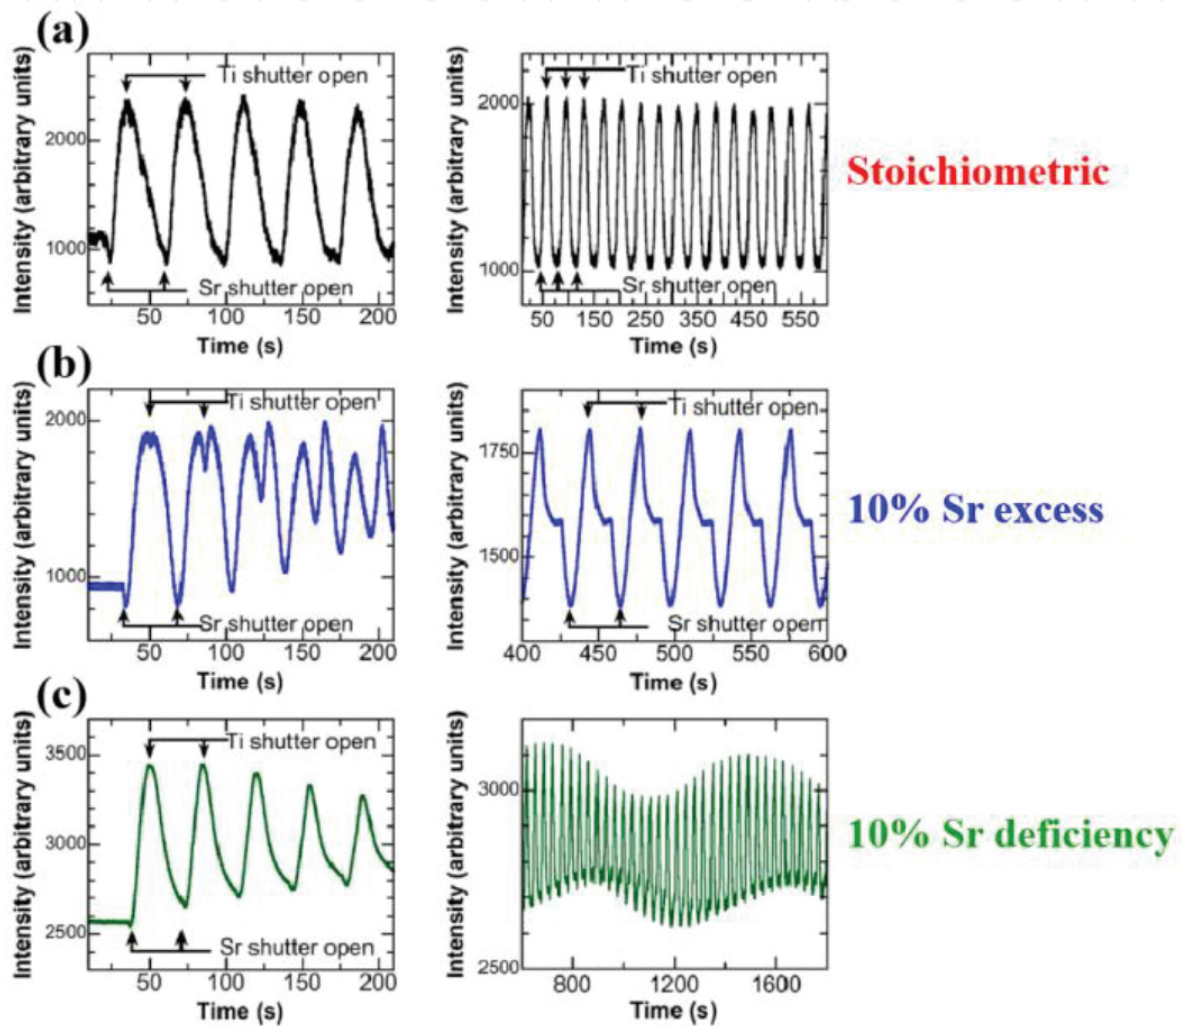 (a)
Intensity (arbitrary units)
2000
1000
Ti shutter open
Sr shutter open
50 100 150 200
Time (s)
Intensity (arbitrary units)
2000
1000
Ti shutter open
Sr shutter open
50 150 250 350 450 550
Time (s)
Stoichiometric
(b)
Intensity (arbitrary units)
2000
1000
Ti shutter open
Sr shutter open
50 100 150 200
Time (s)
Intensity (arbitrary units)
1750
1500
Ti shutter open
Sr shutter open
400 450 500 550 600
Time (s)
10% Sr excess
(c)
Intensity (arbitrary units)
3500
3000
2500
Ti shutter open
Sr shutter open
50 100 150 200
Time (s)
Intensity (arbitrary units)
3000
2500
800 1200 1600
Time (s)
10% Sr deficiency